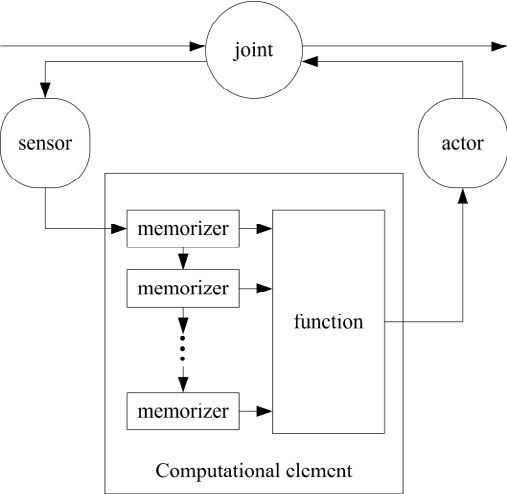 joint
sensor
actor
memorizer
memorizer
function
memorizer
Computational element